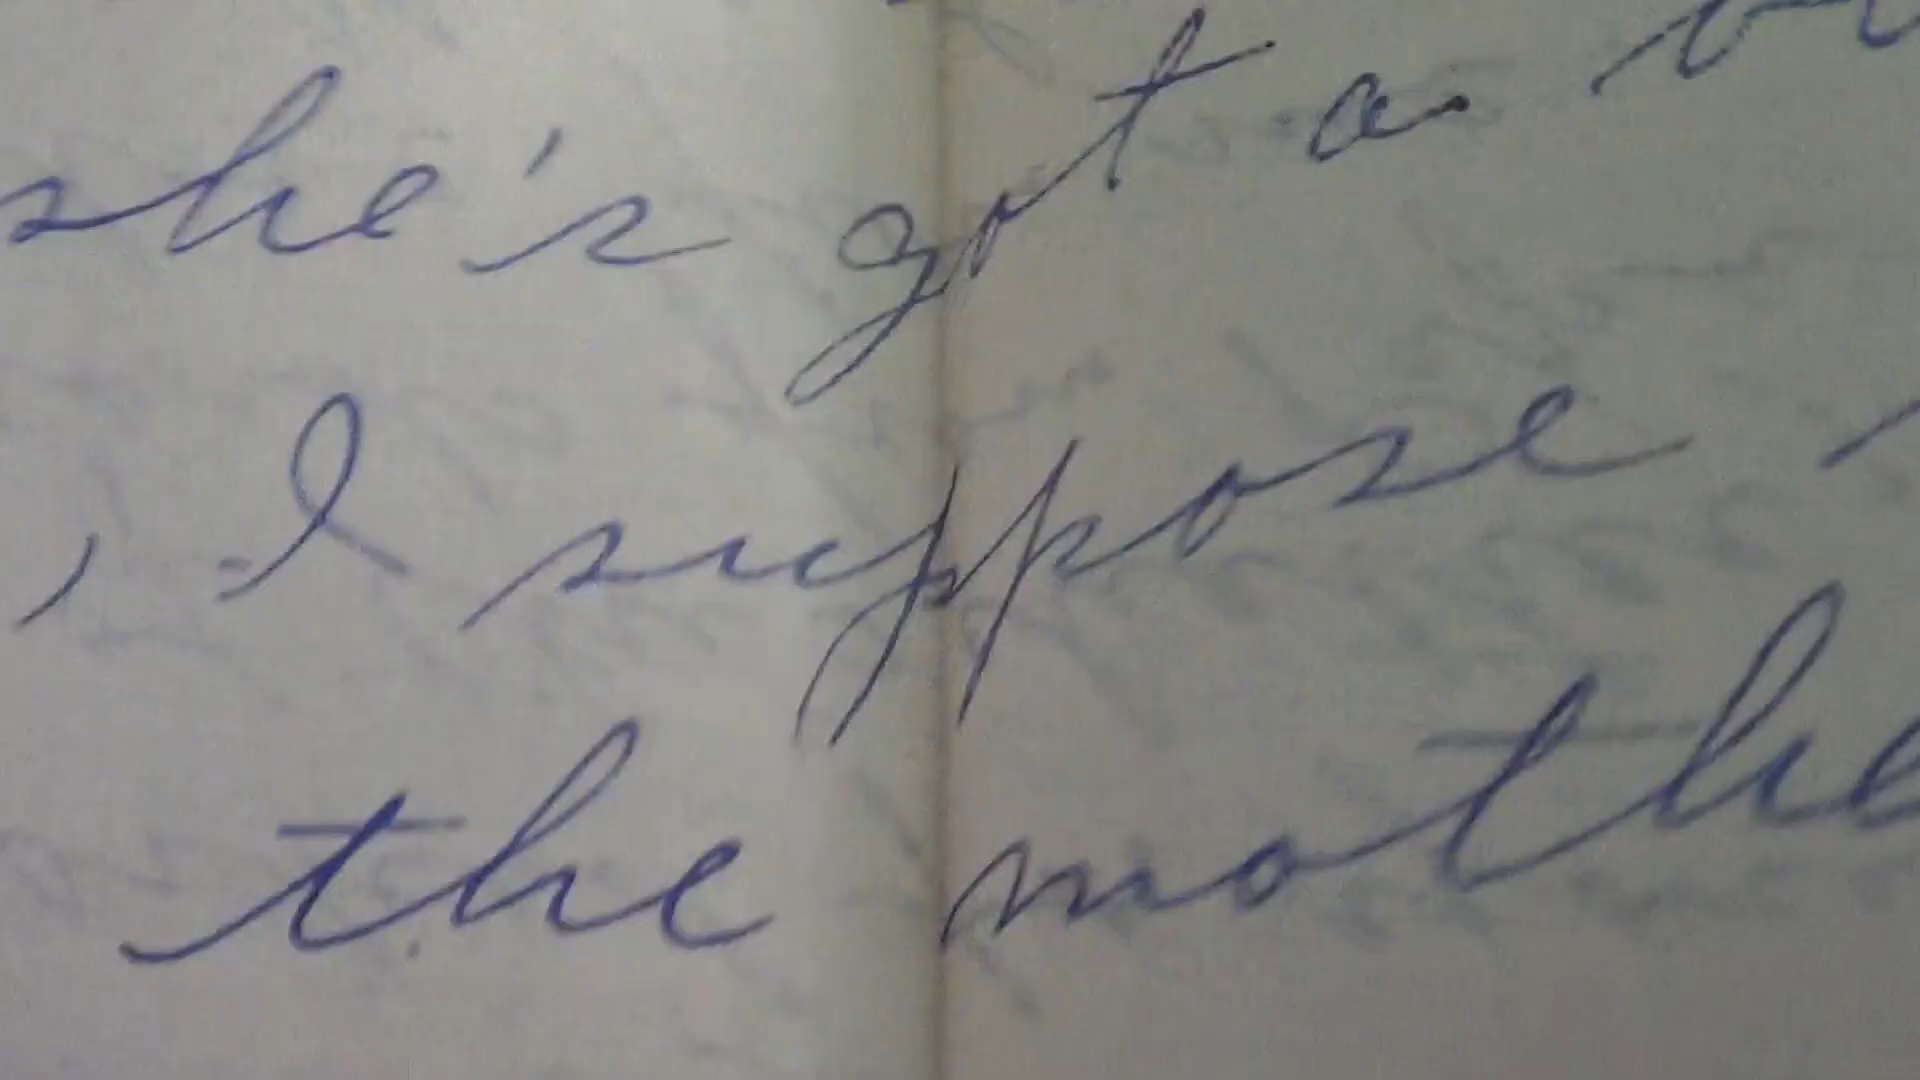 she's got a
, I suppose
the mothe